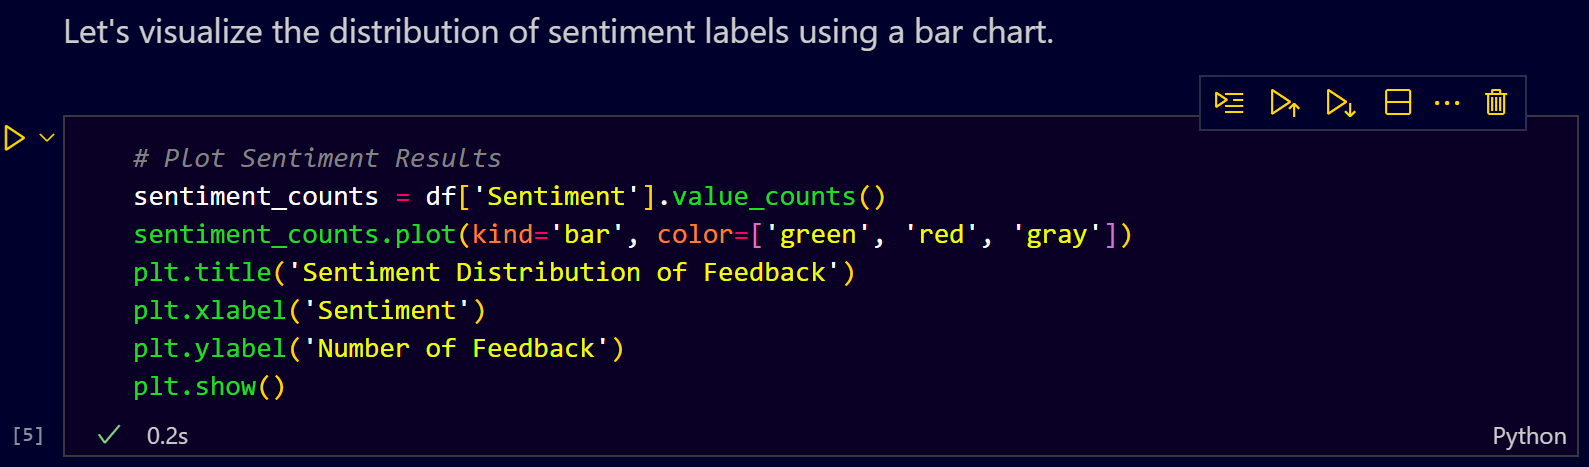 Let's visualize the distribution of sentiment labels using a bar chart.
# Plot Sentiment Results
sentiment_counts = df['Sentiment'].value_counts()
sentiment_counts.plot(kind='bar', color=['green', 'red', 'gray'])
plt.title('Sentiment Distribution of Feedback')
plt.xlabel('Sentiment')
plt.ylabel('Number of Feedback')
plt.show()
[5] 0.2s Python